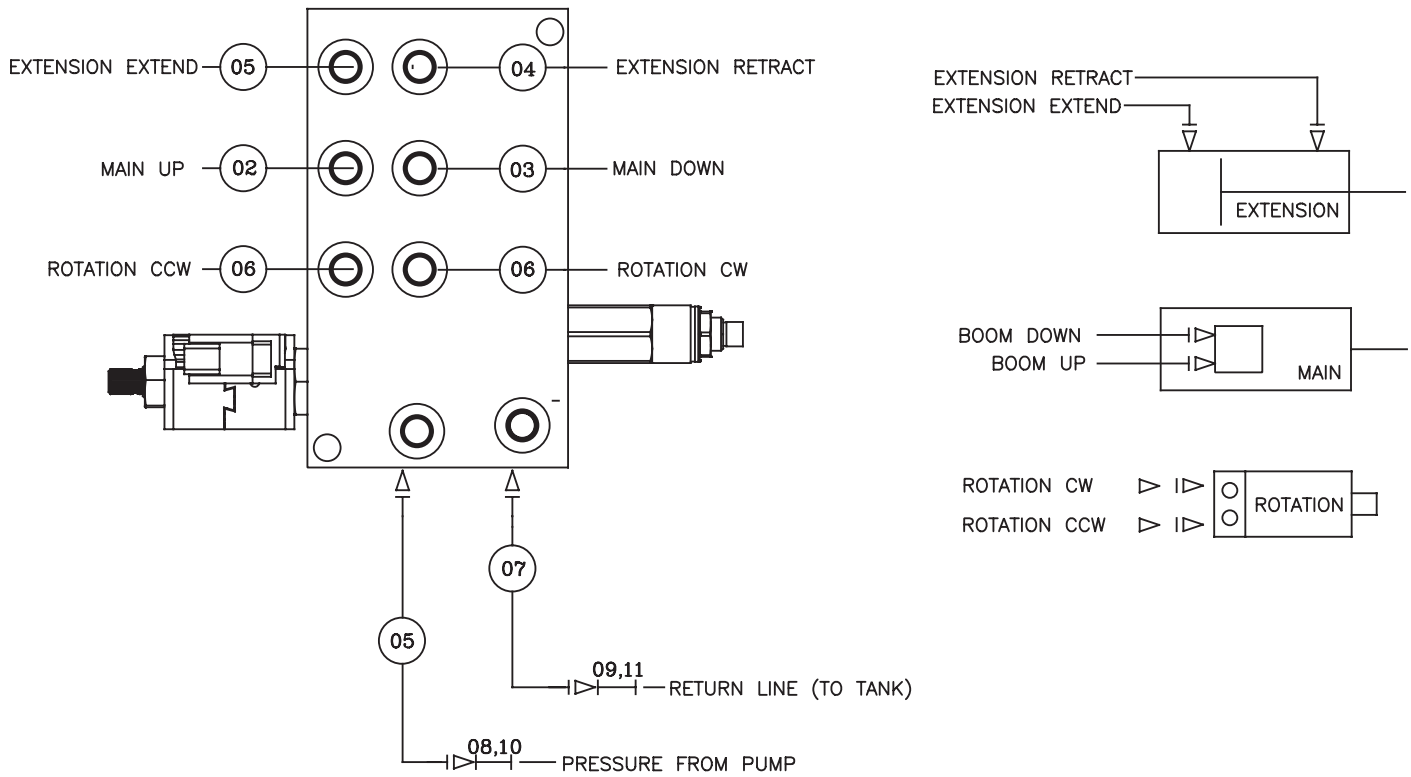 EXTENSION EXTEND 05 04 EXTENSION RETRACT
MAIN UP 02 03 MAIN DOWN
ROTATION CCW 06 06 ROTATION CW
07
05
09,11
RETURN LINE (TO TANK)
08,10
PRESSURE FROM PUMP
EXTENSION RETRACT
EXTENSION EXTEND
EXTENSION
BOOM DOWN
BOOM UP
MAIN
ROTATION CW
ROTATION CCW
ROTATION